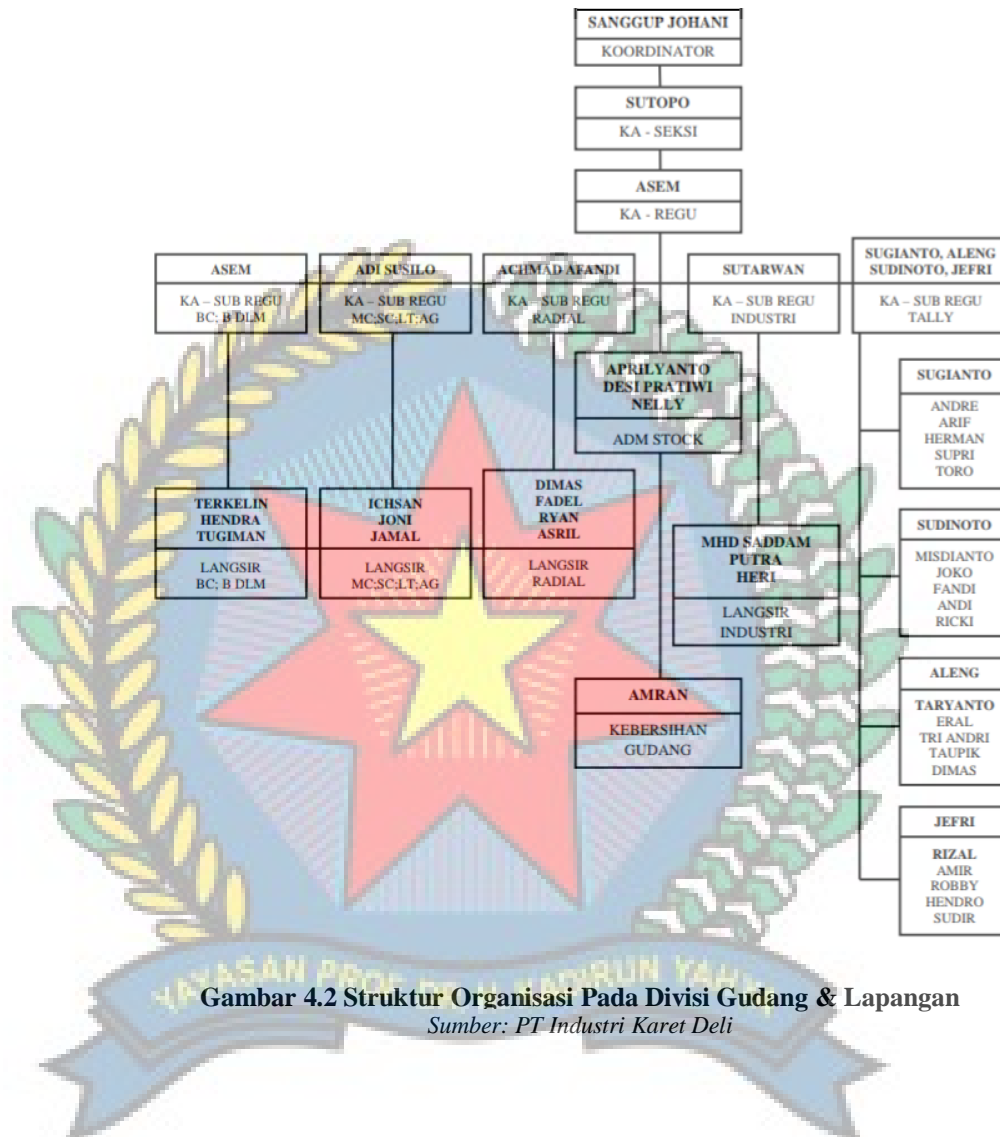 SANGGUP JOHANI
KOORDINATOR
SUTOPO
KA - SEKSI
ASEM
KA - REGU
ASEM
KA – SUB REGU
BC; B DLM
ADI SUSILO
KA – SUB REGU
MC;SC;LT;AG
ACHMAD AFANDI
KA – SUB REGU
RADIAL
SUTARWAN
KA – SUB REGU
INDUSTRI
SUGIANTO, ALENG
SUDINOTO, JEFRI
KA – SUB REGU
TALLY
APRILYANTO
DESI PRATIWI
NELLY
ADM STOCK
TERKELIN
HENDRA
TUGIMAN
LANGSIR
BC; B DLM
ICHSAN
JONI
JAMAL
LANGSIR
MC;SC;LT;AG
DIMAS
FADEL
RYAN
ASRIL
LANGSIR
RADIAL
MHD SADDAM
PUTRA
HERI
LANGSIR
INDUSTRI
AMRAN
KEBERSIHAN
GUDANG
SUGIANTO
ANDRE
ARIF
HERMAN
SUPRI
TORO
SUDINOTO
MISDIANTO
JOKO
FANDI
ANDI
RICKI
ALENG
TARYANTO
ERAL
TRI ANDRI
TAUPIK
DIMAS
JEFRI
RIZAL
AMIR
ROBBY
HENDRO
SUDIR
YAYASAN PROF. DR. H. KADIRUN YAHYA
Gambar 4.2 Struktur Organisasi Pada Divisi Gudang & Lapangan
Sumber: PT Industri Karet Deli